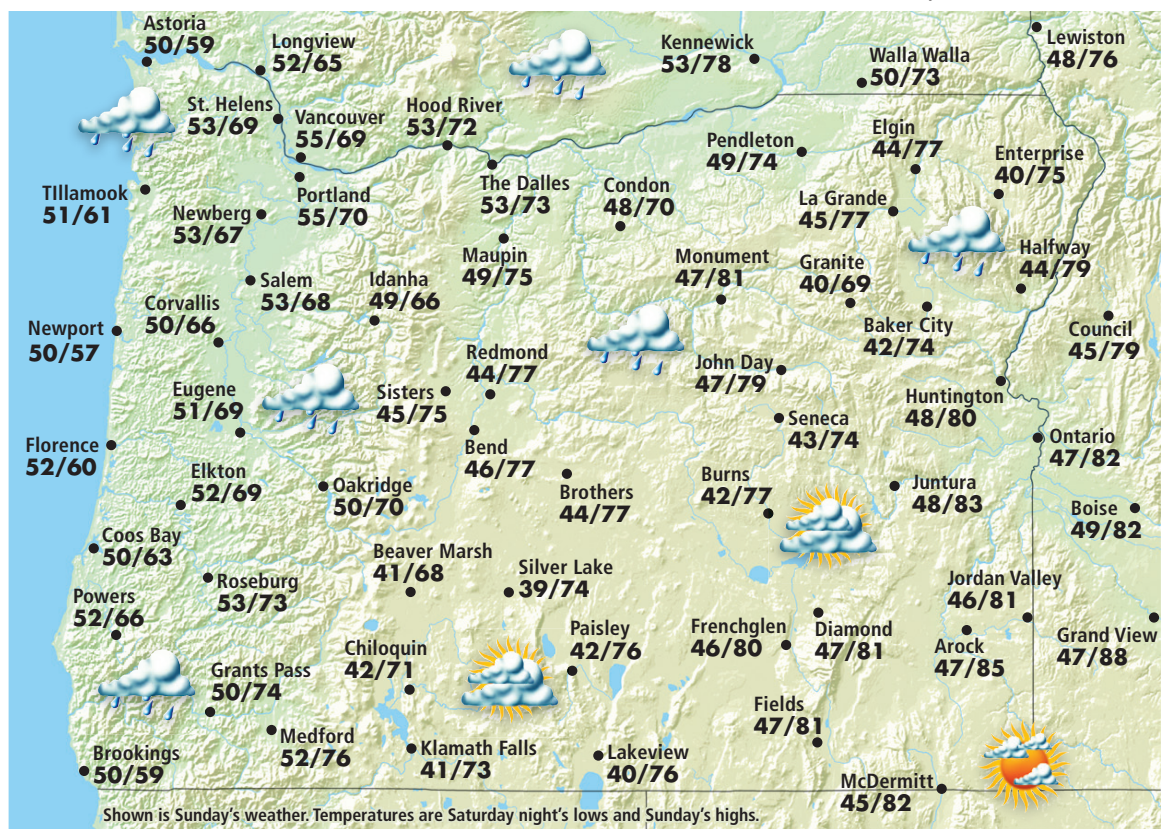 Astoria
50/59
Longview
52/65
Kennewick
53/78
Walla Walla
50/73
Lewiston
48/76
St. Helens
53/69
Vancouver
55/69
Hood River
53/72
Pendleton
49/74
Elgin
44/77
Enterprise
40/75
TIllamook
51/61
Newberg
53/67
Portland
55/70
The Dalles
53/73
Condon
48/70
La Grande
45/77
Maupin
49/75
Monument
47/81
Granite
40/69
Halfway
44/79
Salem
53/68
Idanha
49/66
Corvallis
50/66
Newport
50/57
Baker City
42/74
Council
45/79
Redmond
44/77
John Day
47/79
Eugene
51/69
Sisters
45/75
Huntington
48/80
Seneca
43/74
Florence
52/60
Bend
46/77
Ontario
47/82
Elkton
52/69
Oakridge
50/70
Brothers
44/77
Burns
42/77
Juntura
48/83
Boise
49/82
Coos Bay
50/63
Beaver Marsh
41/68
Silver Lake
39/74
Roseburg
53/73
Jordan Valley
46/81
Powers
52/66
Paisley
42/76
Frenchglen
46/80
Diamond
47/81
Arock
47/85
Grand View
47/88
Chiloquin
42/71
Grants Pass
50/74
Fields
47/81
Medford
52/76
Klamath Falls
41/73
Lakeview
40/76
Brookings
50/59
McDermitt
45/82
Shown is Sunday's weather. Temperatures are Saturday night's lows and Sunday's highs.